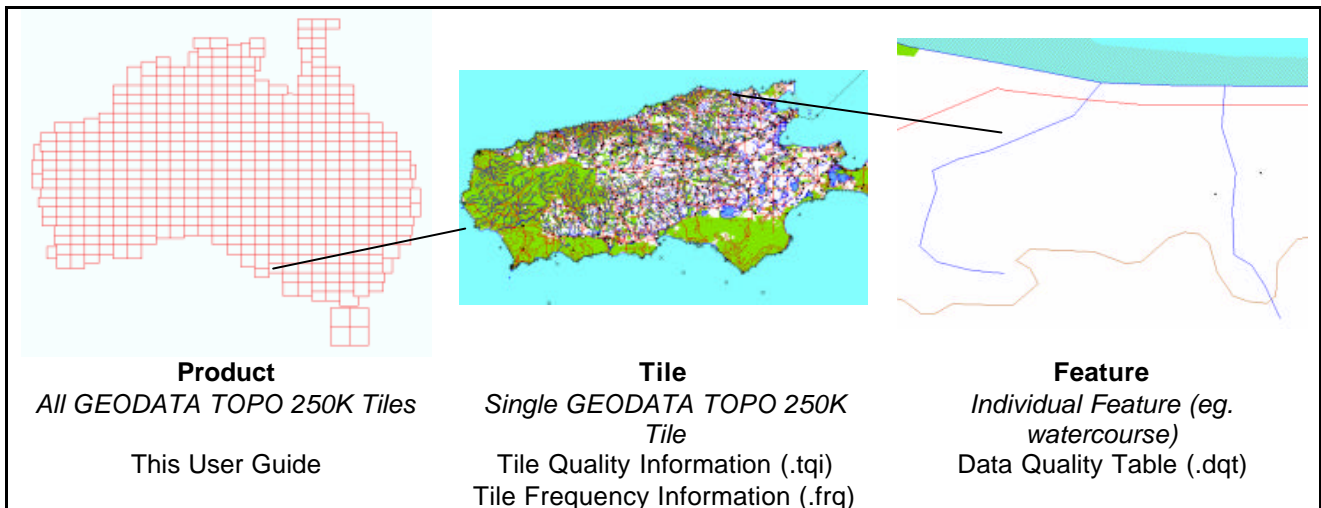 Product
All GEODATA TOPO 250K Tiles
This User Guide
Tile
Single GEODATA TOPO 250K
Tile
Tile Quality Information (.tqi)
Tile Frequency Information (.frq)
Feature
Individual Feature (eg.
watercourse)
Data Quality Table (.dqt)